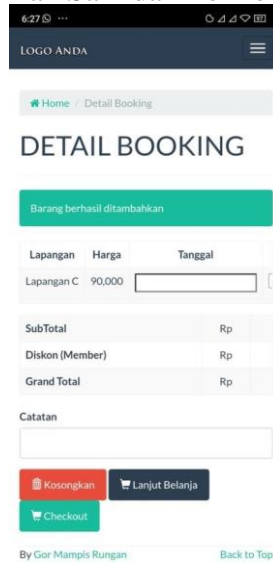 6:27
LOGO ANDA
Home / Detail Booking
DETAIL BOOKING
Barang berhasil ditambahkan
Lapangan Harga Tanggal
Lapangan C 90,000
SubTotal Rp
Diskon (Member) Rp
Grand Total Rp
Catatan
Kosongkan Lanjut Belanja
Checkout
By Gor Mampis Rungan Back to Top